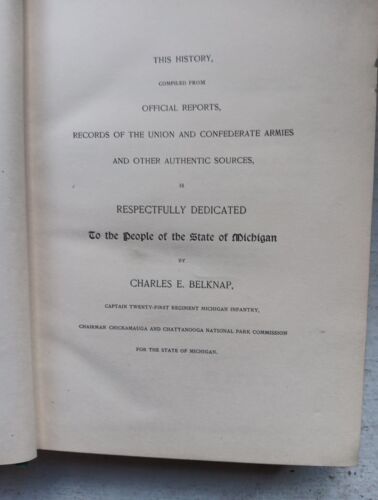 THIS HISTORY,
COMPILED FROM
OFFICIAL REPORTS,
RECORDS OF THE UNION AND CONFEDERATE ARMIES
AND OTHER AUTHENTIC SOURCES,
IS
RESPECTFULLY DEDICATED
To the People of the State of Michigan
BY
CHARLES E. BELKNAP,
CAPTAIN TWENTY-FIRST REGIMENT MICHIGAN INFANTRY,
CHAIRMAN CHICKAMAUGA AND CHATTANOOGA NATIONAL PARK COMMISSION
FOR THE STATE OF MICHIGAN.